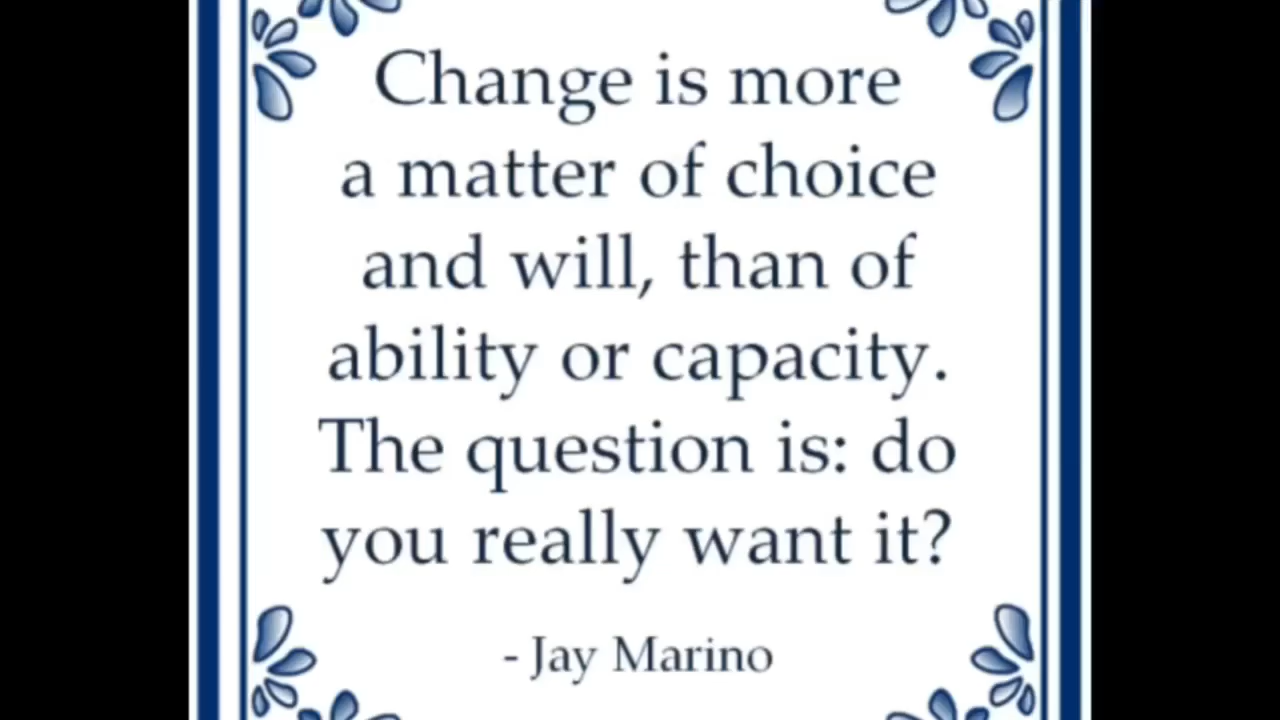 Change is more
a matter of choice
and will, than of
ability or capacity.
The question is: do
you really want it?
- Jay Marino